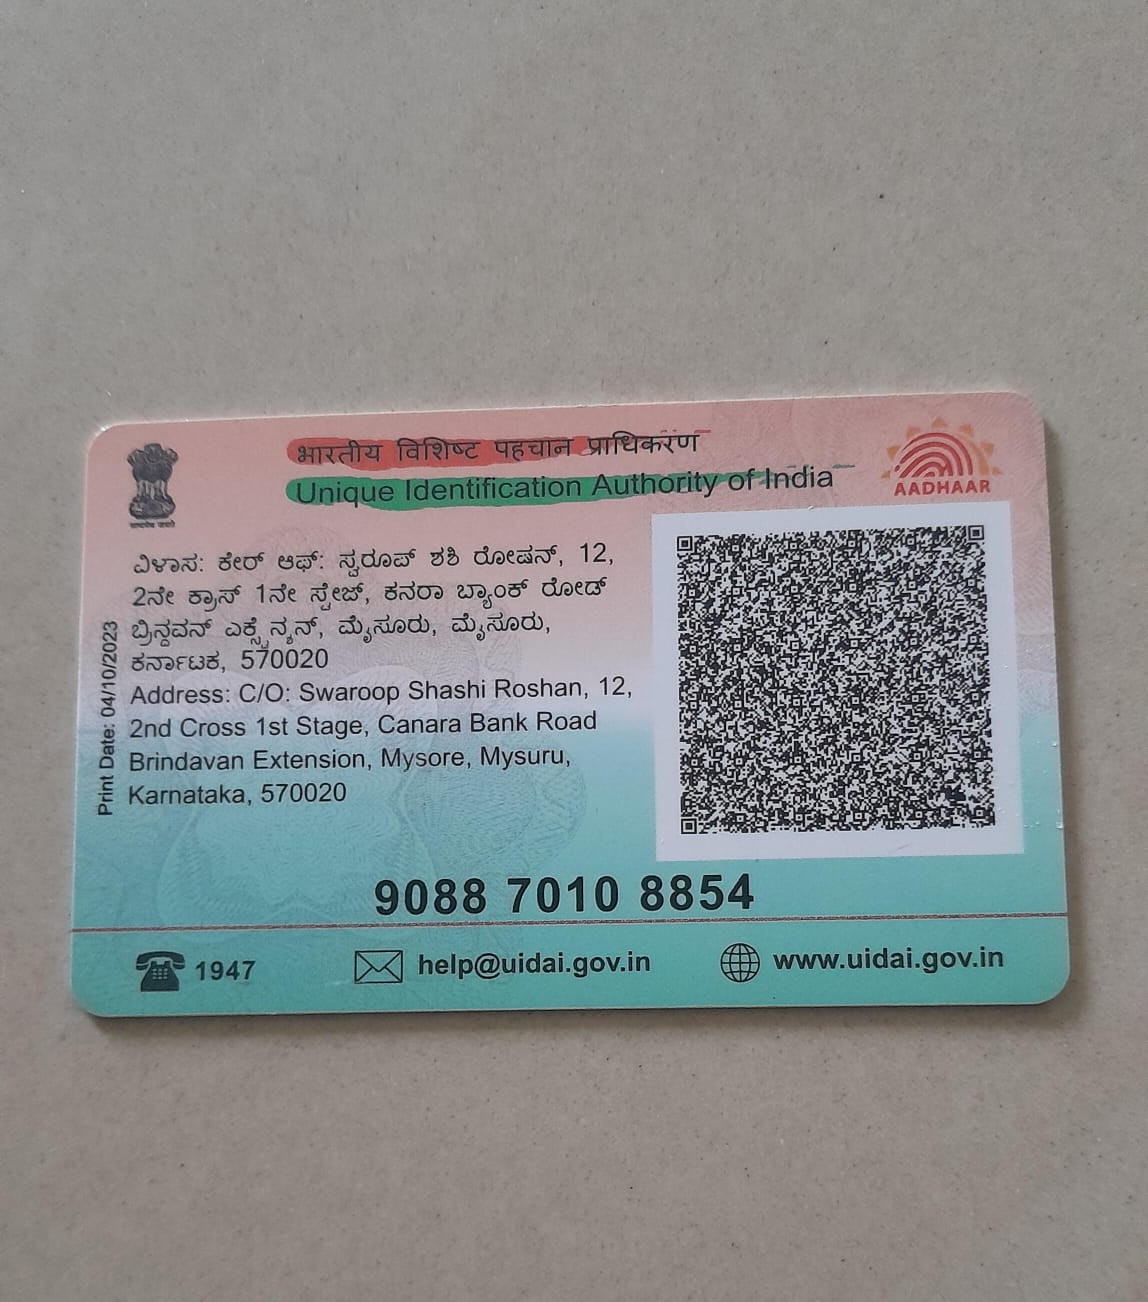 भारतीय विशिष्ट पहचान प्राधिकरण
Unique Identification Authority of India
AADHAAR
सत्यमेव जयते
ವಿಳಾಸ: ಕೇರ್ ಆಫ್: ಸ್ವರೂಪ್ ಶಶಿ ರೋಷನ್, 12,
2ನೇ ಕ್ರಾಸ್ 1ನೇ ಸ್ಟೇಜ್, ಕನರಾ ಬ್ಯಾಂಕ್ ರೋಡ್
ಬ್ರಿನ್ದವನ್ ಎಕ್ಸ್ಟೆನ್ಶನ್, ಮೈಸೂರು, ಮೈಸೂರು,
ಕರ್ನಾಟಕ, 570020
Address: C/O: Swaroop Shashi Roshan, 12,
2nd Cross 1st Stage, Canara Bank Road
Brindavan Extension, Mysore, Mysuru,
Karnataka, 570020
Print Date: 04/10/2023
9088 7010 8854
1947
help@uidai.gov.in
www.uidai.gov.in